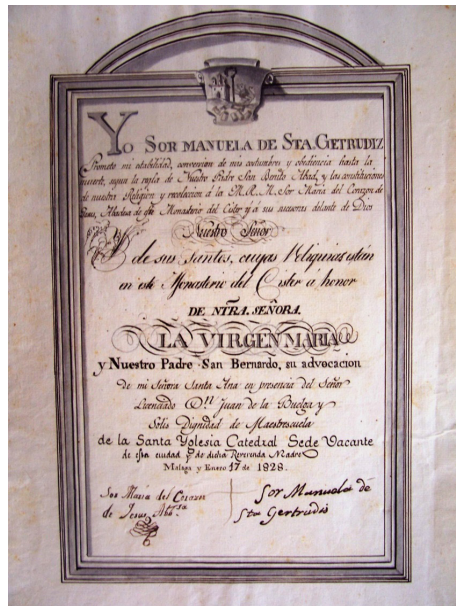 Yo SOR MANUELA DE STA. GETRUDIZ
Prometo mi estabilidad, conversion de mis costumbres y obediencia hasta la
muerte, segun la regla de Nuestro Padre San Benito Abad, y las constituciones
de nuestra Religion y recoleccion á la M. R. M. Sor Maria del Corazon de
Jesus, Abadesa de este Monasterio del Cister y á sus sucesoras delante de Dios
Nuestro Señor
Y de sus Santos, cuyas Reliquias están
en este Monasterio del Cister á honor
DE NTRA. SEÑORA.
LA VIRGEN MARIA
y Nuestro Padre San Bernardo, su advocacion
de mi Señora Santa Ana en presencia del Señor
Licenciado Dn. Juan de la Buelga y
Solis Dignidad de Maestrescuela
de la Santa Yglesia Catedral Sede Vacante
de esta ciudad y de dicha Reverenda Madre
Malaga y Enero 17 de 1828.
Sor Maria del Corazon
de Jesus Absa
Sor Manuela de
Sta Gertrudis